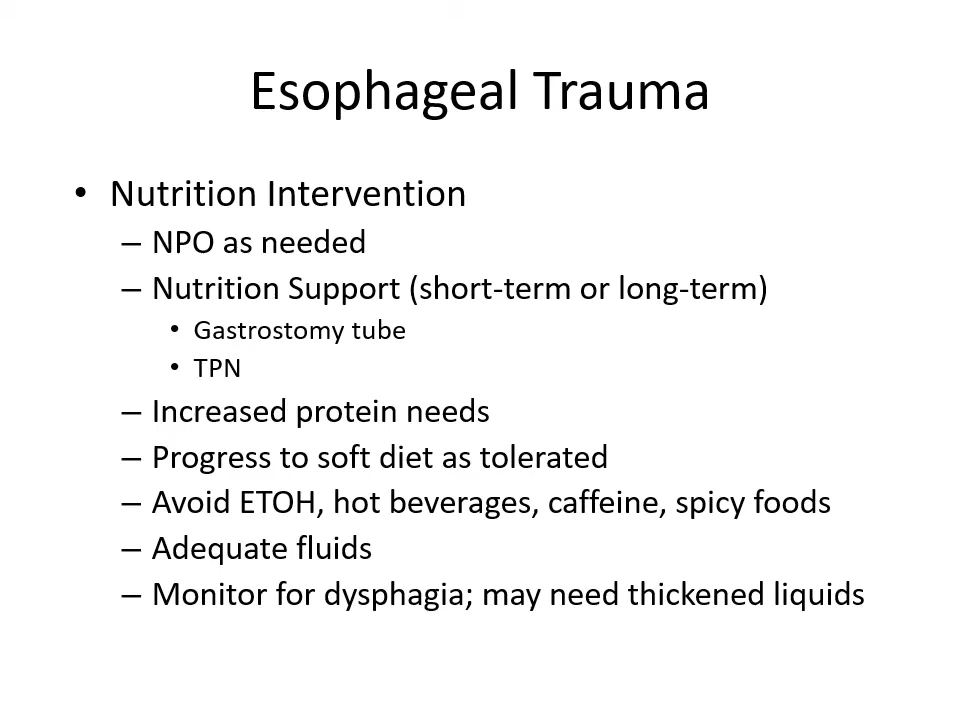 Esophageal Trauma
• Nutrition Intervention
– NPO as needed
– Nutrition Support (short-term or long-term)
• Gastrostomy tube
• TPN
– Increased protein needs
– Progress to soft diet as tolerated
– Avoid ETOH, hot beverages, caffeine, spicy foods
– Adequate fluids
– Monitor for dysphagia; may need thickened liquids